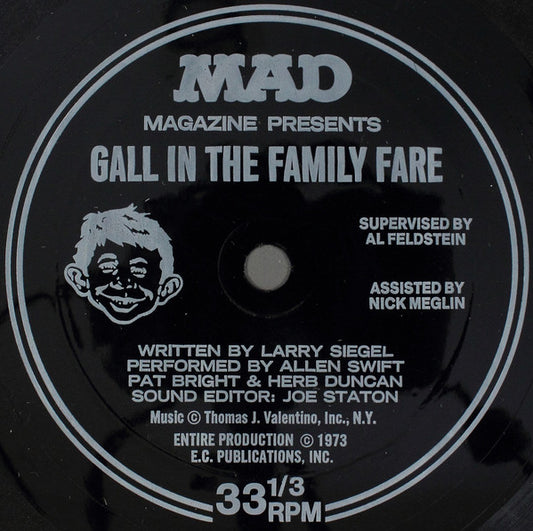 MAD
MAGAZINE PRESENTS
GALL IN THE FAMILY FARE
SUPERVISED BY
AL FELDSTEIN
ASSISTED BY
NICK MEGLIN
WRITTEN BY LARRY SIEGEL
PERFORMED BY ALLEN SWIFT
PAT BRIGHT & HERB DUNCAN
SOUND EDITOR: JOE STATON
Music © Thomas J. Valentino, Inc., N.Y.
ENTIRE PRODUCTION © 1973
E.C. PUBLICATIONS, INC.
33 1/3
RPM